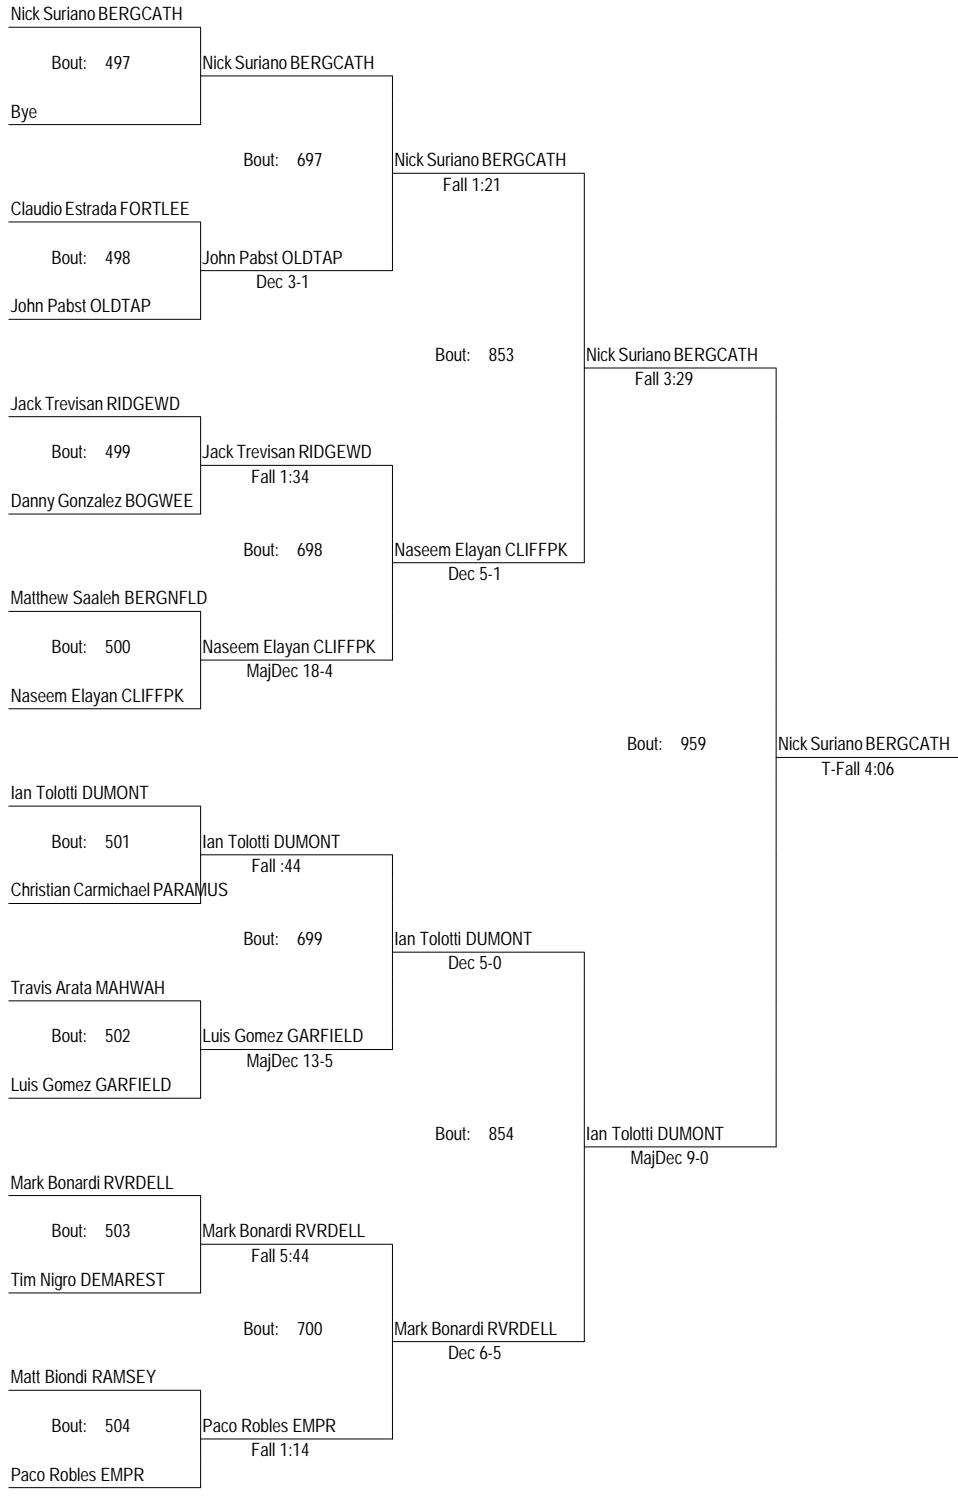 Nick Suriano BERGCATH
Bout: 497
Nick Suriano BERGCATH
Bye
Bout: 697
Nick Suriano BERGCATH
Fall 1:21
Claudio Estrada FORTLEE
Bout: 498
John Pabst OLDTAP
Dec 3-1
John Pabst OLDTAP
Bout: 853
Nick Suriano BERGCATH
Fall 3:29
Jack Trevisan RIDGEWD
Bout: 499
Jack Trevisan RIDGEWD
Fall 1:34
Danny Gonzalez BOGWEE
Bout: 698
Naseem Elayan CLIFFPK
Dec 5-1
Matthew Saaleh BERGNFLD
Bout: 500
Naseem Elayan CLIFFPK
MajDec 18-4
Naseem Elayan CLIFFPK
Bout: 959
Nick Suriano BERGCATH
T-Fall 4:06
Ian Tolotti DUMONT
Bout: 501
Ian Tolotti DUMONT
Fall :44
Christian Carmichael PARAMUS
Bout: 699
Ian Tolotti DUMONT
Dec 5-0
Travis Arata MAHWAH
Bout: 502
Luis Gomez GARFIELD
MajDec 13-5
Luis Gomez GARFIELD
Bout: 854
Ian Tolotti DUMONT
MajDec 9-0
Mark Bonardi RVRDELL
Bout: 503
Mark Bonardi RVRDELL
Fall 5:44
Tim Nigro DEMAREST
Bout: 700
Mark Bonardi RVRDELL
Dec 6-5
Matt Biondi RAMSEY
Bout: 504
Paco Robles EMPR
Fall 1:14
Paco Robles EMPR